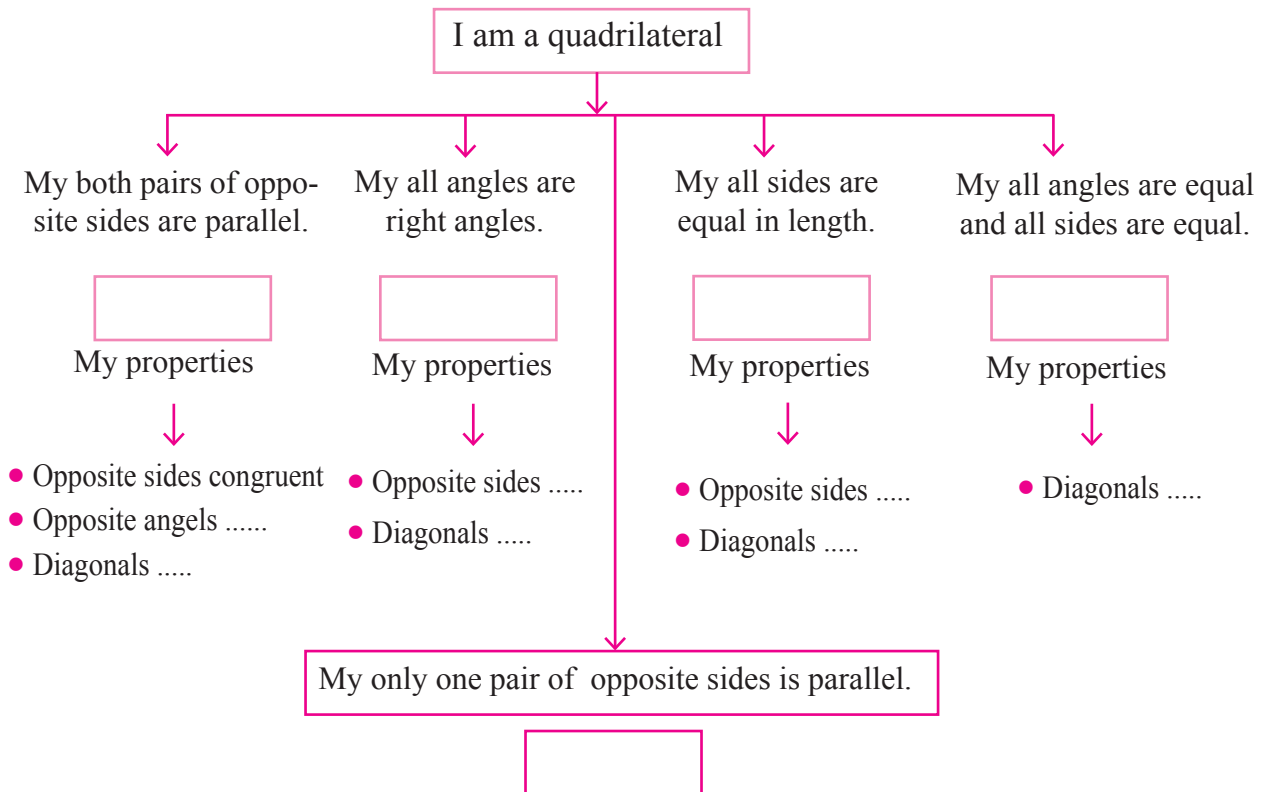 I am a quadrilateral
My both pairs of oppo-
site sides are parallel.
My properties
• Opposite sides congruent
• Opposite angels ......
• Diagonals .....
My all angles are
right angles.
My properties
• Opposite sides .....
• Diagonals .....
My all sides are
equal in length.
My properties
• Opposite sides .....
• Diagonals .....
My all angles are equal
and all sides are equal.
My properties
• Diagonals .....
My only one pair of opposite sides is parallel.